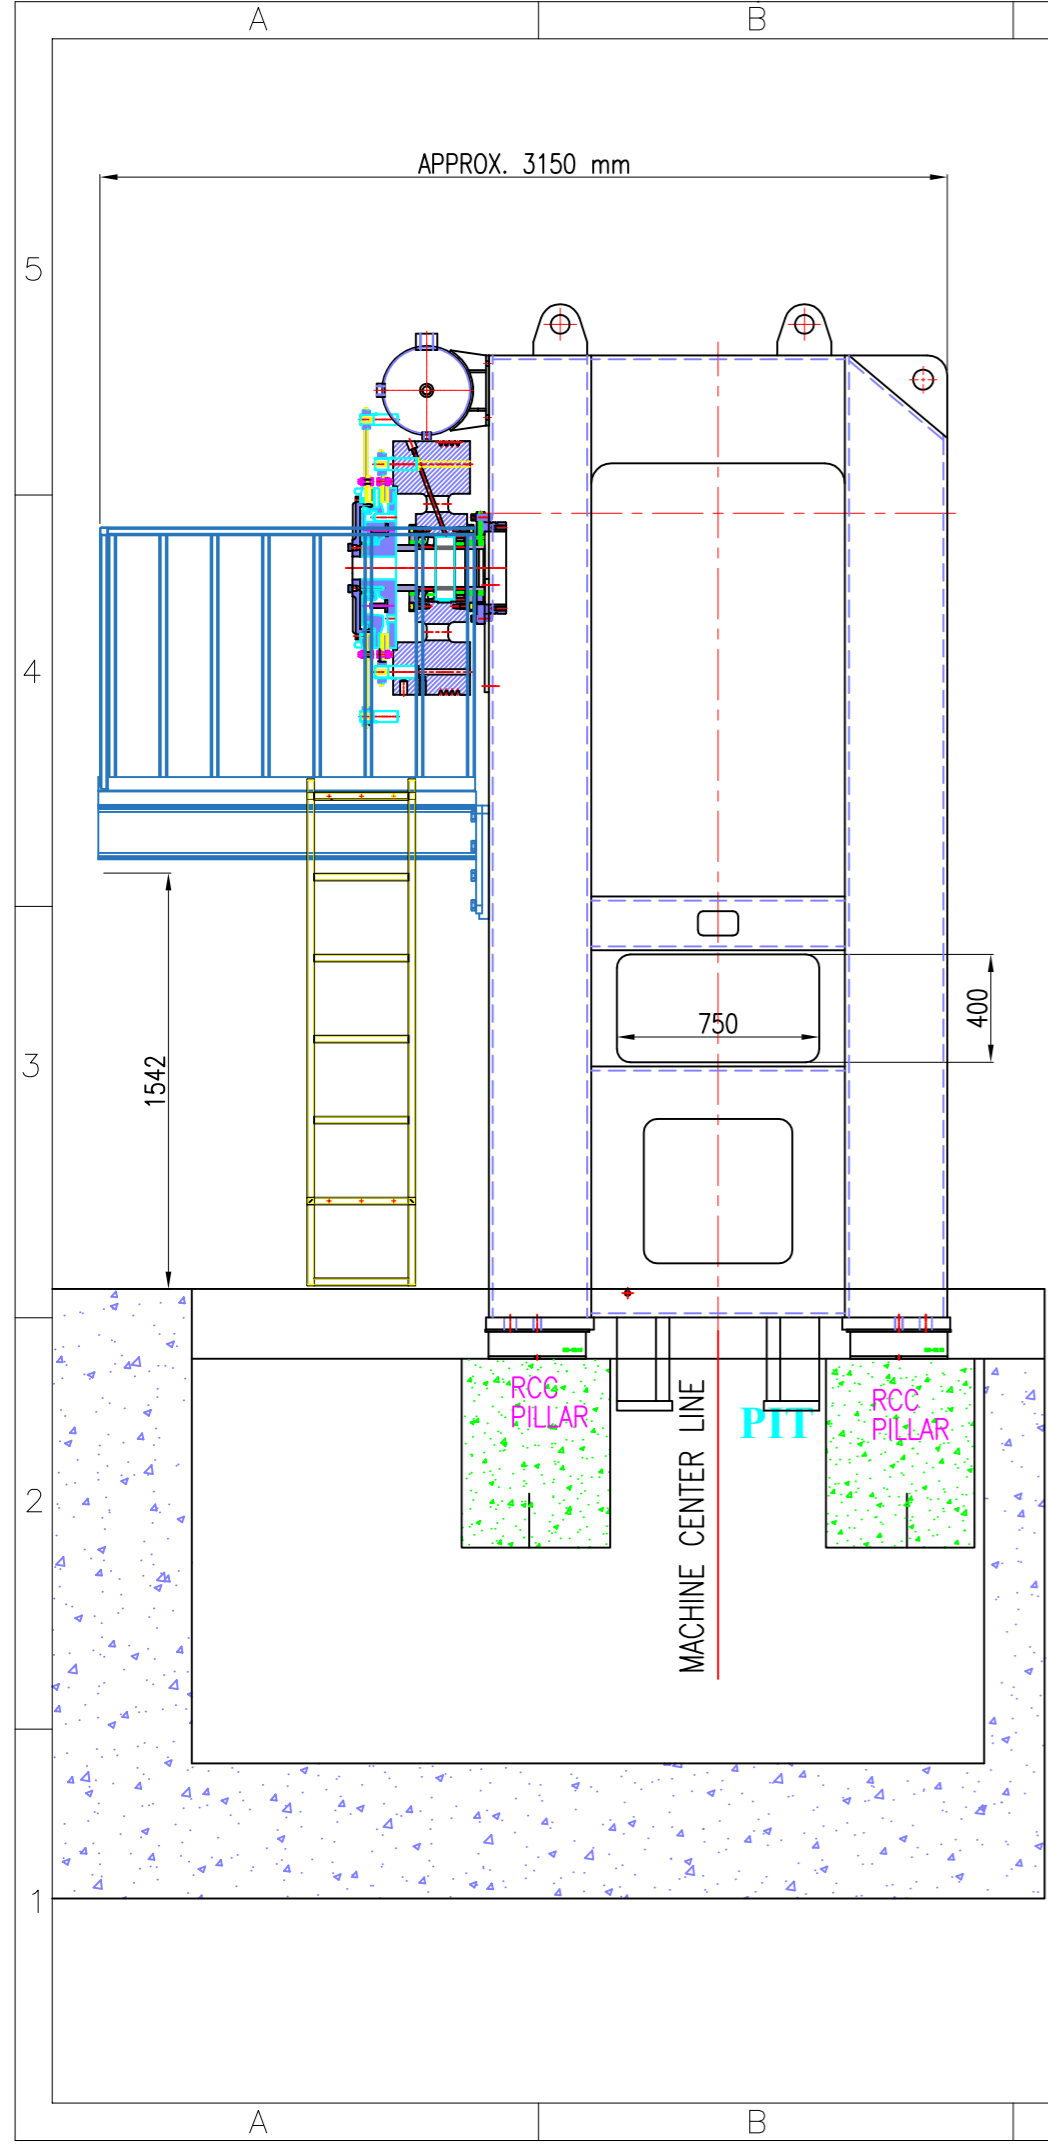 A
B
APPROX. 3150 mm
5
4
400
750
3
1542
RCC
PILLAR
PIT
RCC
PILLAR
MACHINE CENTER LINE
2
1
A
B